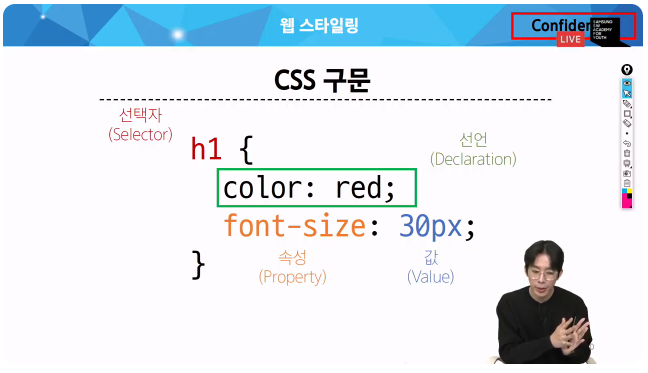 웹 스타일링
Confider
LIVE
SAMSUNG
SW
ACADEMY
FOR
YOUTH
CSS 구문
선택자
(Selector)
h1 {
선언
(Declaration)
color: red;
font-size: 30px;
}
속성
(Property)
값
(Value)